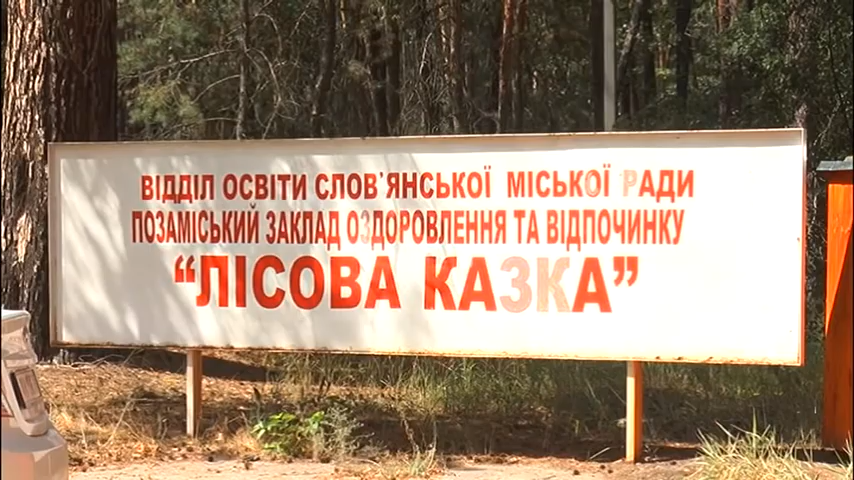 ВІДДІЛ ОСВІТИ СЛОВ'ЯНСЬКОЇ МІСЬКОЇ РАДИ
ПОЗАМІСЬКИЙ ЗАКЛАД ОЗДОРОВЛЕННЯ ТА ВІДПОЧИНКУ
“ЛІСОВА КАЗКА”